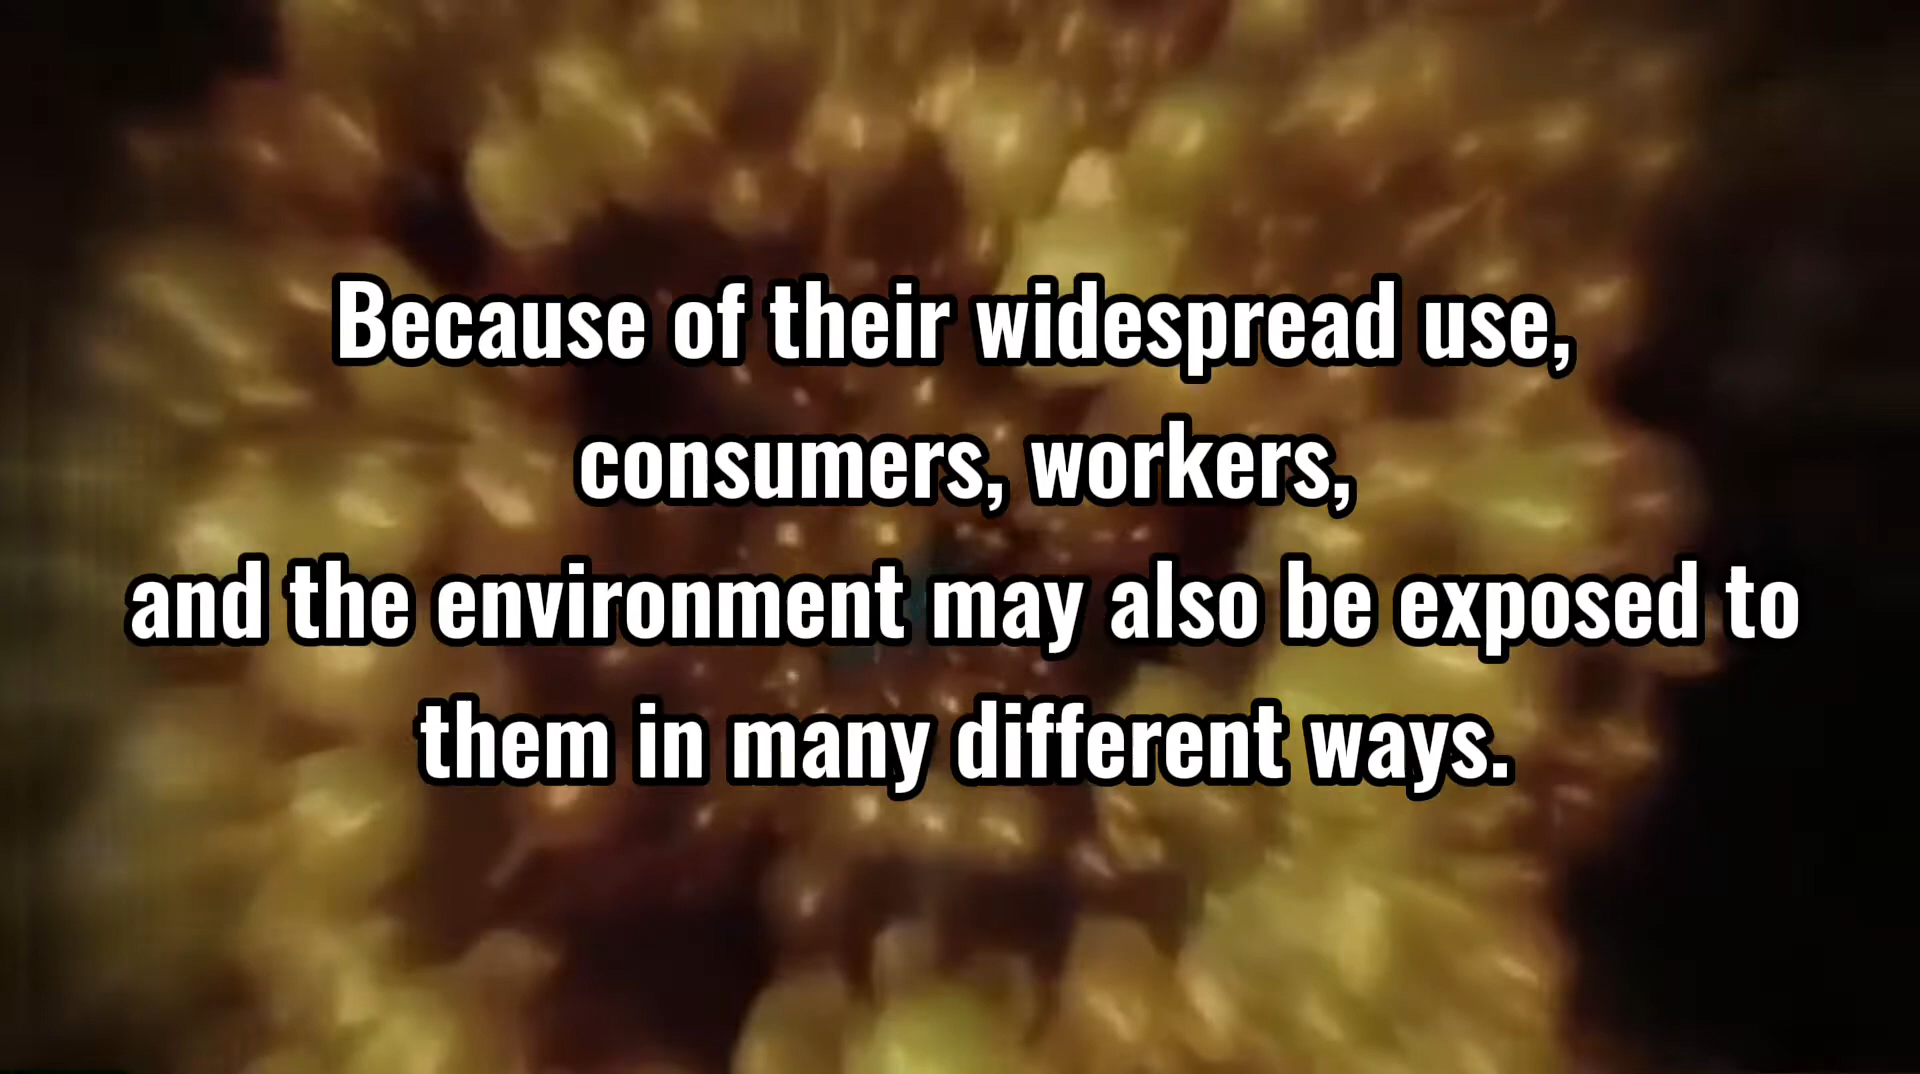 Because of their widespread use,
consumers, workers,
and the environment may also be exposed to
them in many different ways.